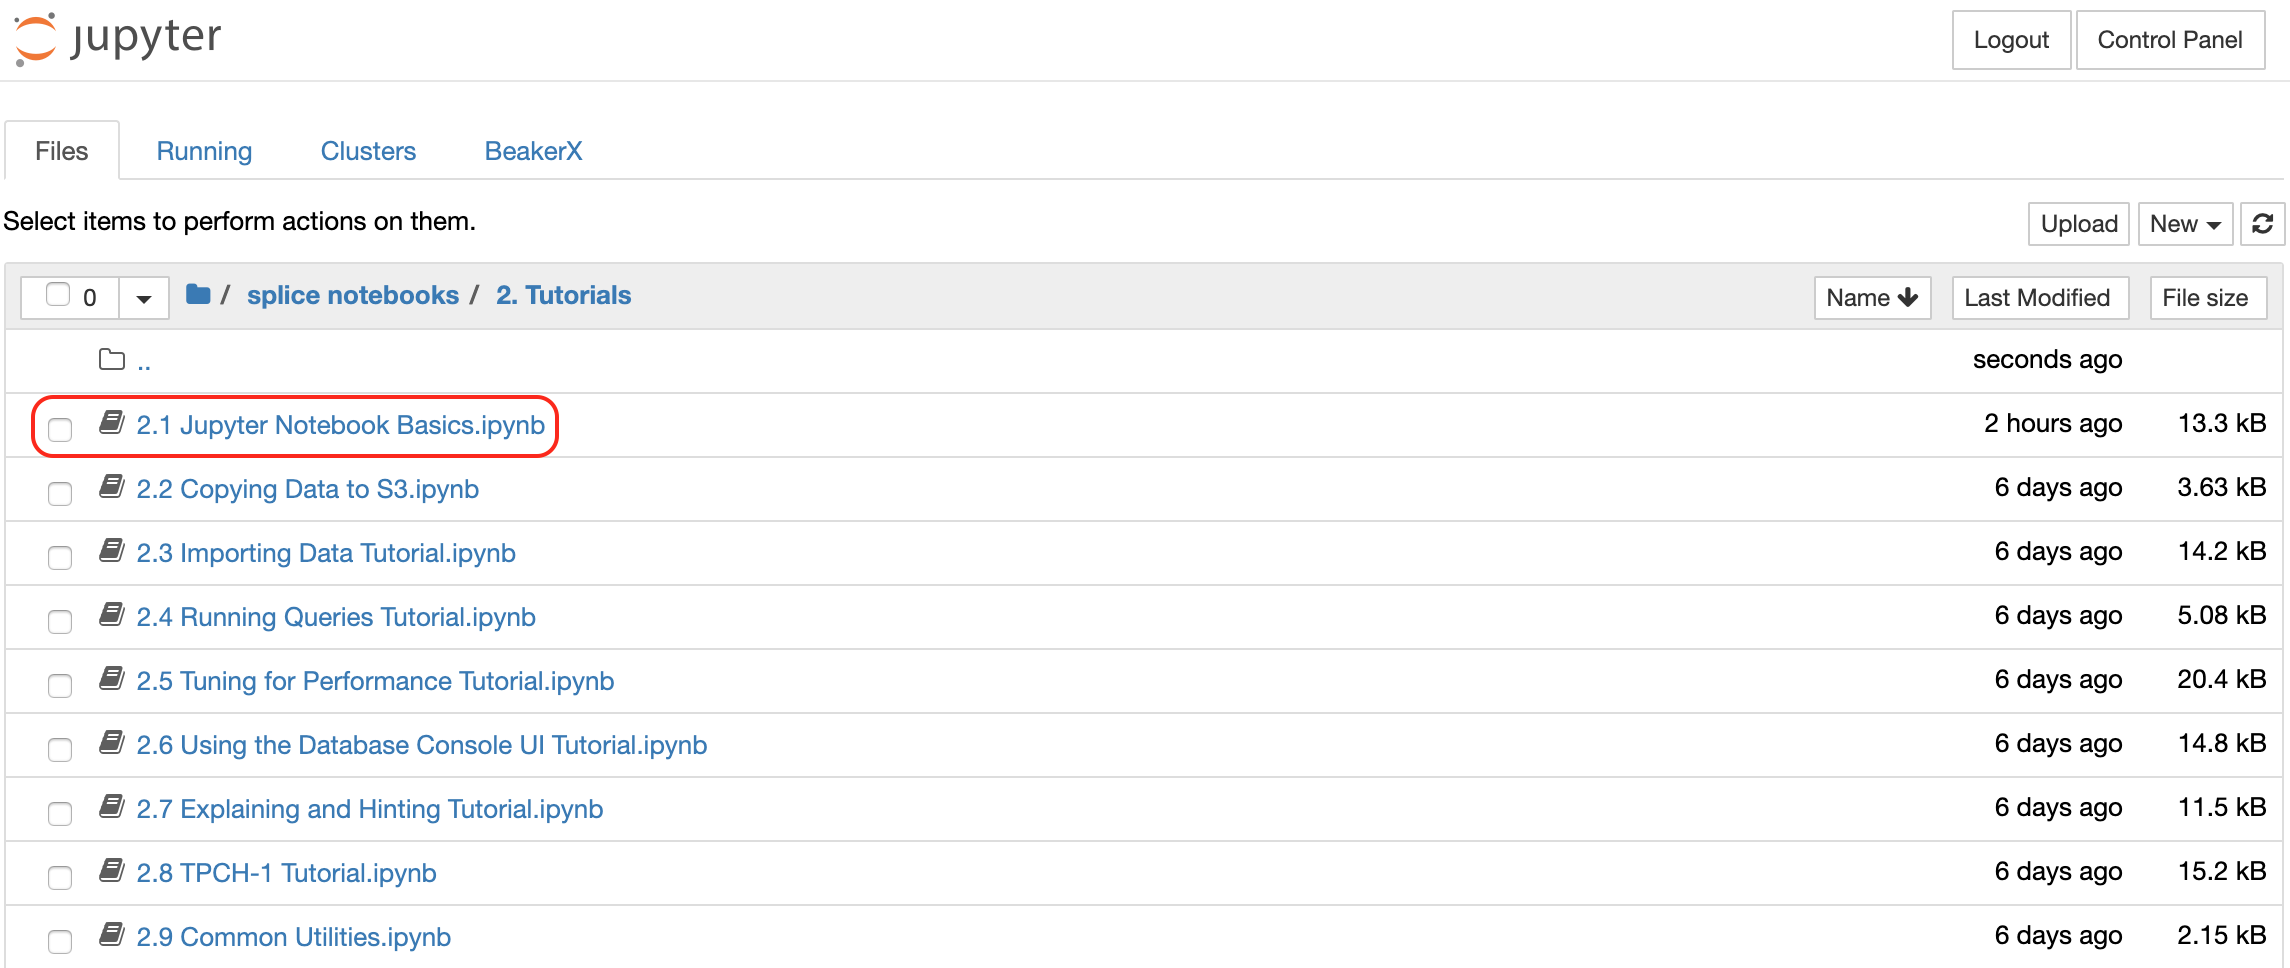 jupyter Logout Control Panel
Files Running Clusters BeakerX
Select items to perform actions on them. Upload New
0 / splice notebooks / 2. Tutorials Name Last Modified File size
.. seconds ago
2.1 Jupyter Notebook Basics.ipynb 2 hours ago 13.3 kB
2.2 Copying Data to S3.ipynb 6 days ago 3.63 kB
2.3 Importing Data Tutorial.ipynb 6 days ago 14.2 kB
2.4 Running Queries Tutorial.ipynb 6 days ago 5.08 kB
2.5 Tuning for Performance Tutorial.ipynb 6 days ago 20.4 kB
2.6 Using the Database Console UI Tutorial.ipynb 6 days ago 14.8 kB
2.7 Explaining and Hinting Tutorial.ipynb 6 days ago 11.5 kB
2.8 TPCH-1 Tutorial.ipynb 6 days ago 15.2 kB
2.9 Common Utilities.ipynb 6 days ago 2.15 kB